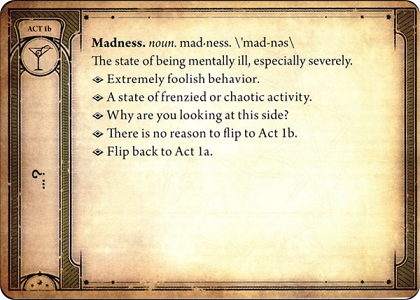 ACT 1b
Madness. noun. mad·ness. \'mad-nəs\
The state of being mentally ill, especially severely.
Extremely foolish behavior.
A state of frenzied or chaotic activity.
Why are you looking at this side?
There is no reason to flip to Act 1b.
Flip back to Act 1a.
...?